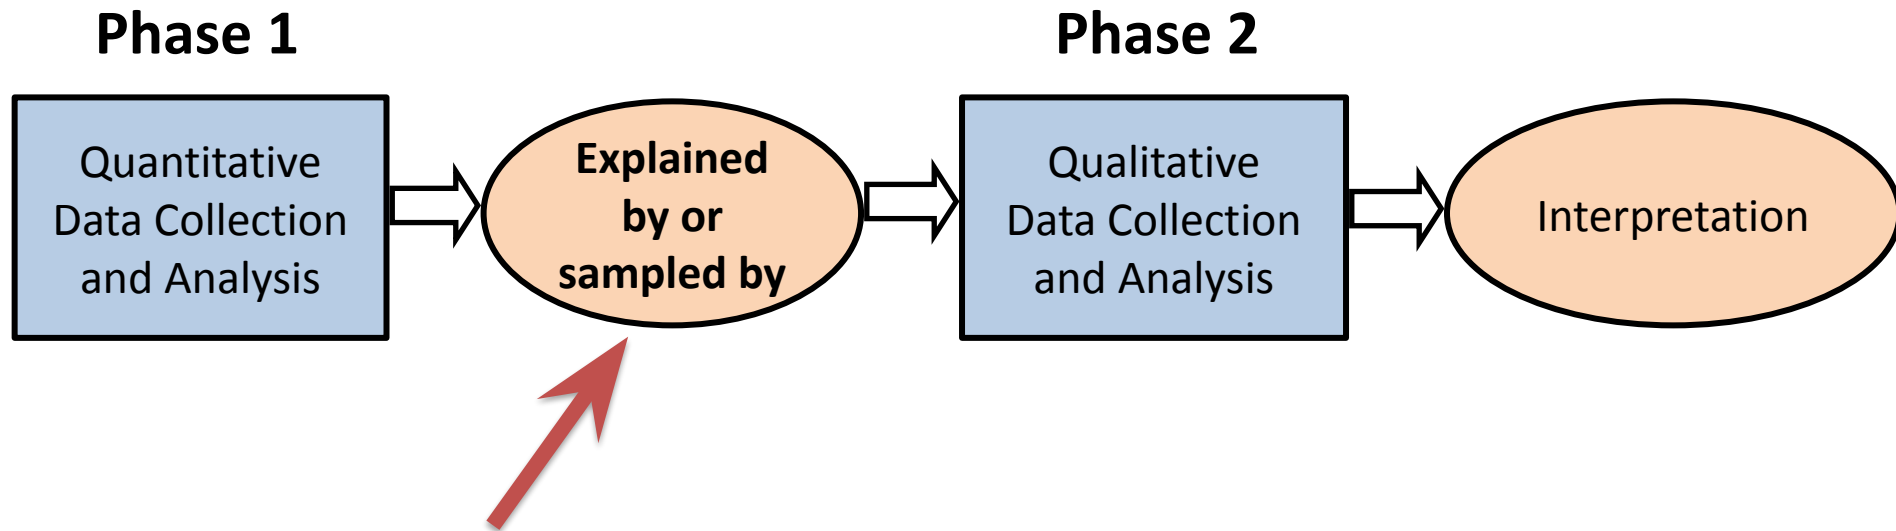 Phase 1
Phase 2
Quantitative
Data Collection
and Analysis
Explained
by or
sampled by
Qualitative
Data Collection
and Analysis
Interpretation